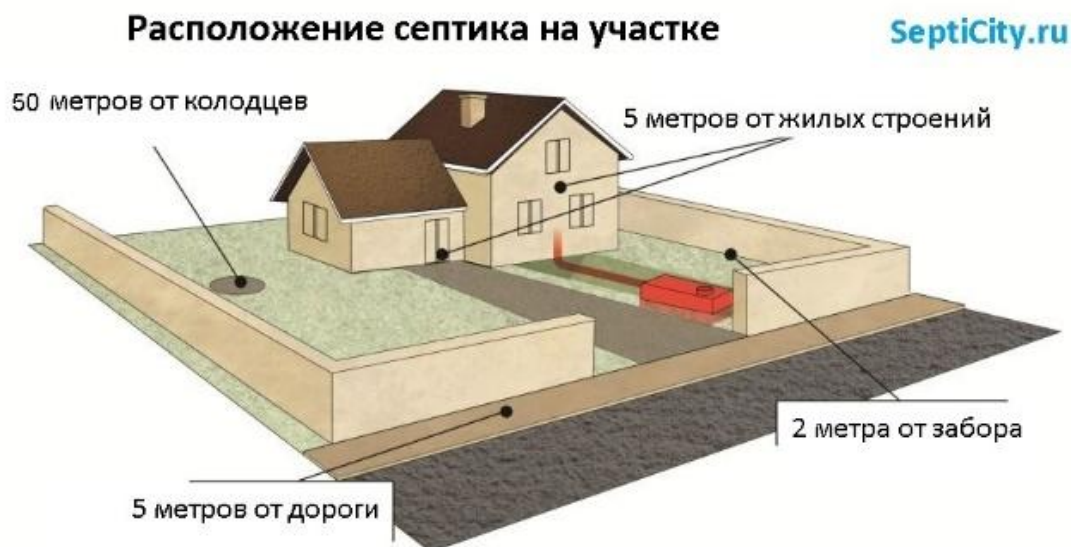 Расположение септика на участке
SeptiCity.ru
50 метров от колодцев
5 метров от жилых строений
2 метра от забора
5 метров от дороги